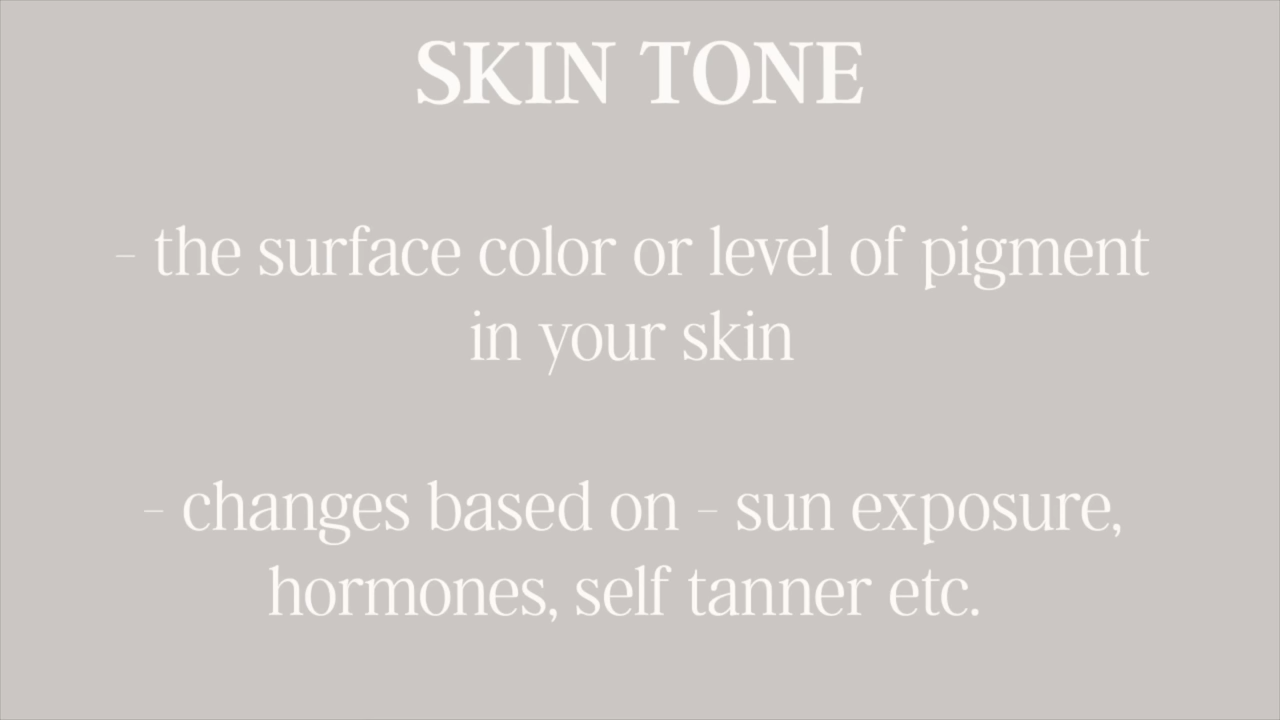 SKIN TONE
- the surface color or level of pigment
in your skin
- changes based on - sun exposure,
hormones, self tanner etc.